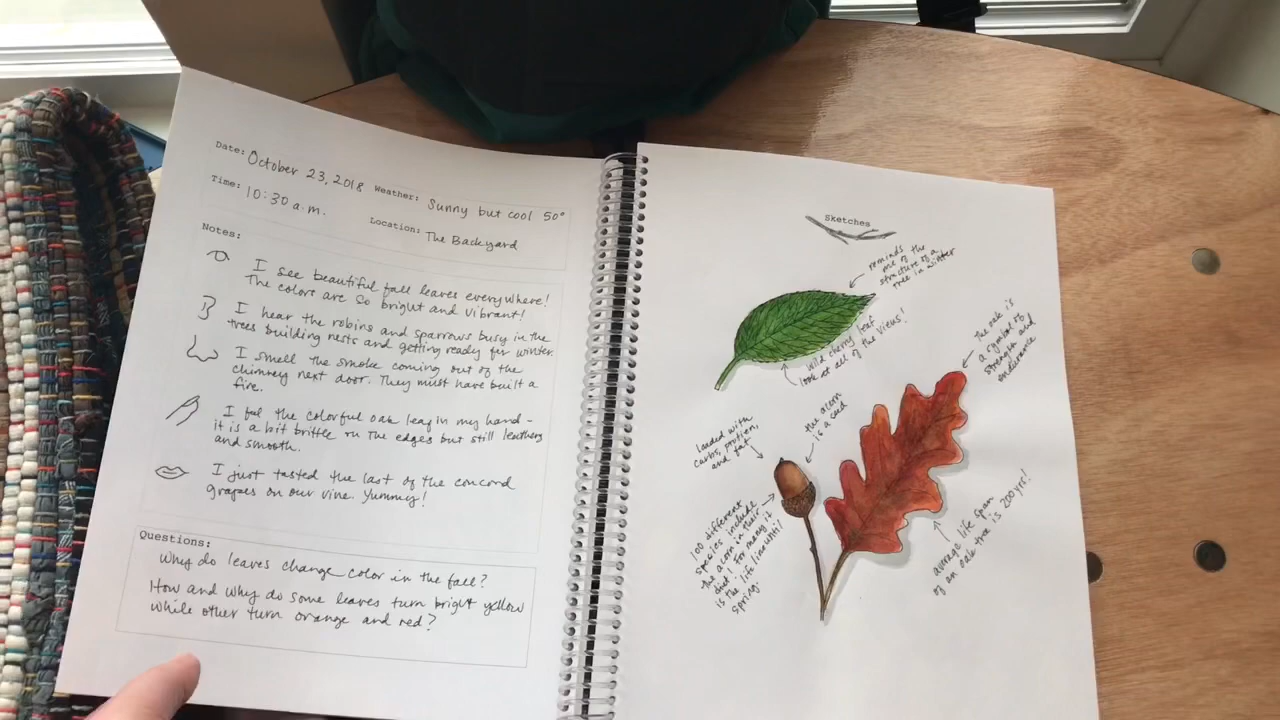 Date: October 23, 2018
Weather: Sunny but cool 50°
Time: 10:30 a.m.
Location: The Backyard
Notes:
I see beautiful fall leaves everywhere!
The colors are so bright and vibrant!
I hear the robins and sparrows busy in the
trees building nests and getting ready for winter.
I smell the smoke coming out of the
chimney next door. They must have built a
fire.
I feel the colorful oak leaf in my hand -
it is a bit brittle on the edges but still leathery
and smooth.
I just tasted the last of the concord
grapes on our vine. Yummy!
Questions:
Why do leaves change color in the fall?
How and why do some leaves turn bright yellow
while other turn orange and red?
Sketches
reminds
me of the
structure of a
tree in winter
wild cherry leaf
look at all of the views!
the oak is
a symbol of
strength and
endurance
the acorn
is a seed
loaded with
carbs, protien,
and fat
100 different
species include
the acorn in their
diet! For many it
is the life line until
spring.
average life span
of an oak tree is 200 yrs!